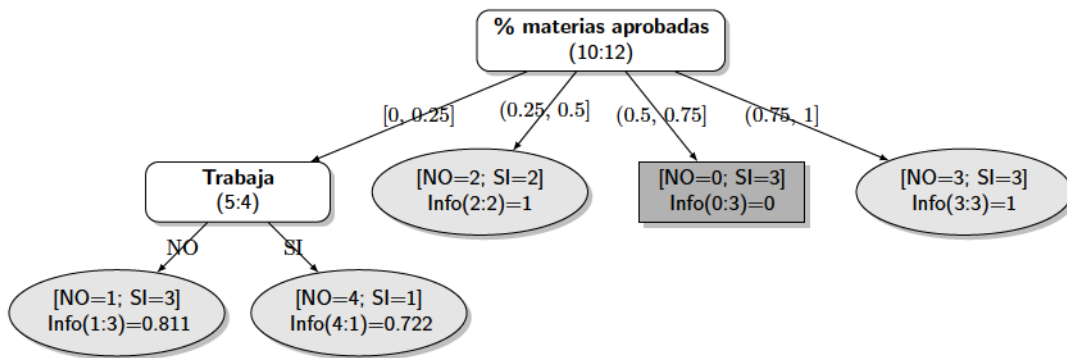 % materias aprobadas
(10:12)
[0, 0.25]
(0.25, 0.5]
(0.5, 0.75]
(0.75, 1]
Trabaja
(5:4)
[NO=2; SI=2]
Info(2:2)=1
[NO=0; SI=3]
Info(0:3)=0
[NO=3; SI=3]
Info(3:3)=1
NO
SI
[NO=1; SI=3]
Info(1:3)=0.811
[NO=4; SI=1]
Info(4:1)=0.722